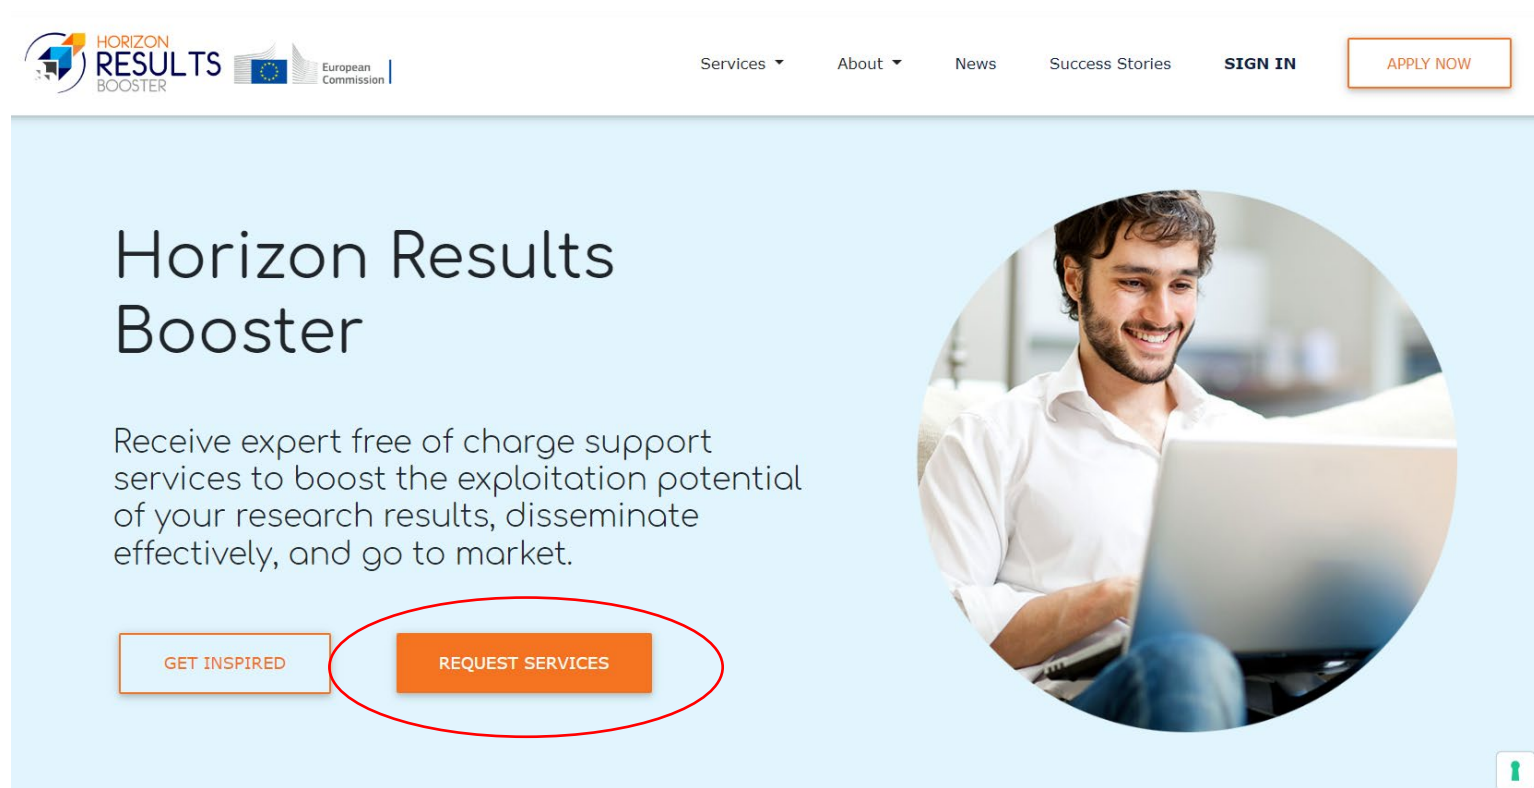 HORIZON
RESULTS
BOOSTER
European
Commission
Services
About
News
Success Stories
SIGN IN
APPLY NOW
Horizon Results
Booster
Receive expert free of charge support
services to boost the exploitation potential
of your research results, disseminate
effectively, and go to market.
GET INSPIRED
REQUEST SERVICES